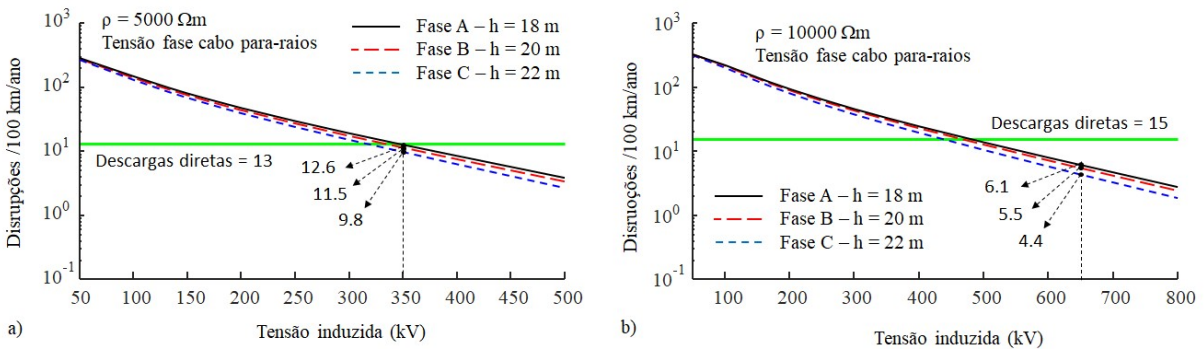 ρ = 5000 Ωm
Tensão fase cabo para-raios
Fase A – h = 18 m
Fase B – h = 20 m
Fase C – h = 22 m
Disrupções /100 km/ano
10³
10²
10¹
10⁰
10⁻¹
Descargas diretas = 13
12.6
11.5
9.8
50 100 150 200 250 300 350 400 450 500
a)
Tensão induzida (kV)
ρ = 10000 Ωm
Tensão fase cabo para-raios
Disruoções /100 km/ano
10³
10²
10¹
10⁰
10⁻¹
Descargas diretas = 15
6.1
5.5
4.4
Fase A – h = 18 m
Fase B – h = 20 m
Fase C – h = 22 m
100 200 300 400 500 600 700 800
b)
Tensão induzida (kV)